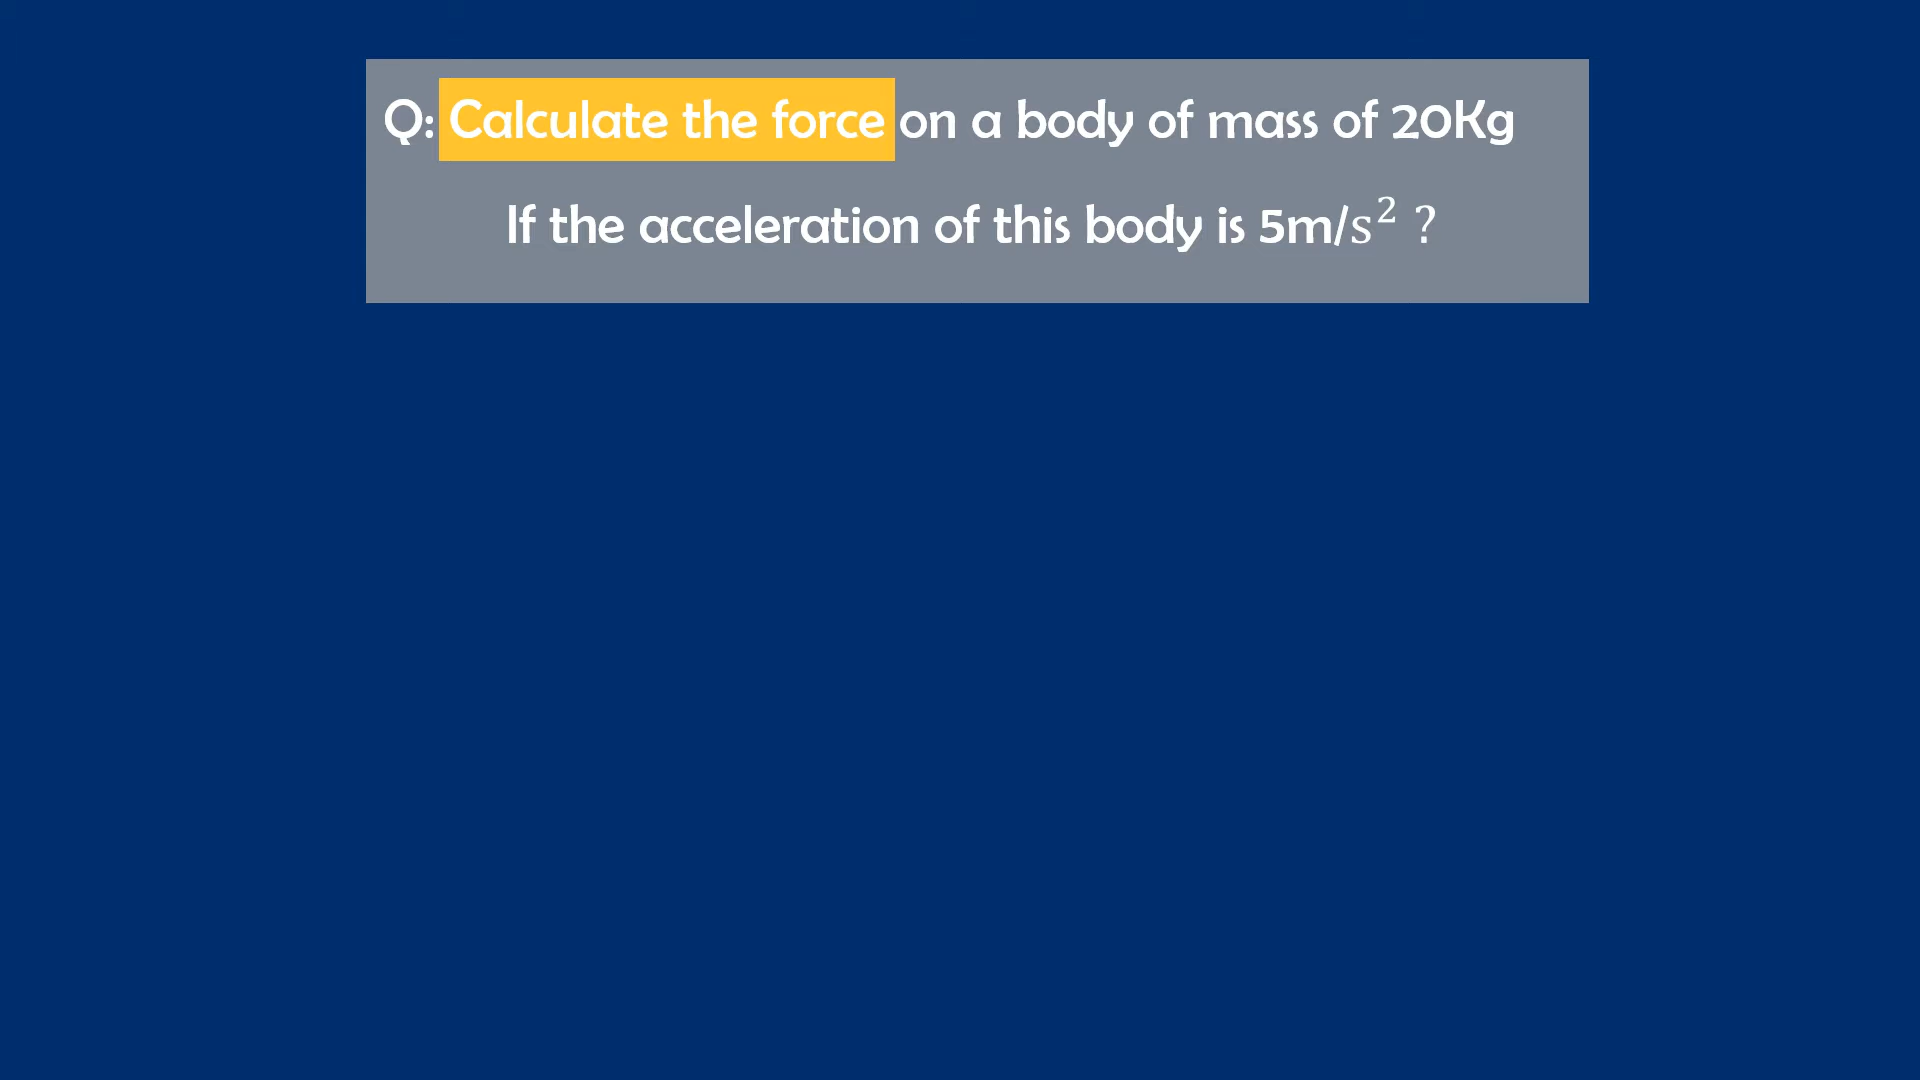 Q: Calculate the force on a body of mass of 20Kg
If the acceleration of this body is 5m/s² ?